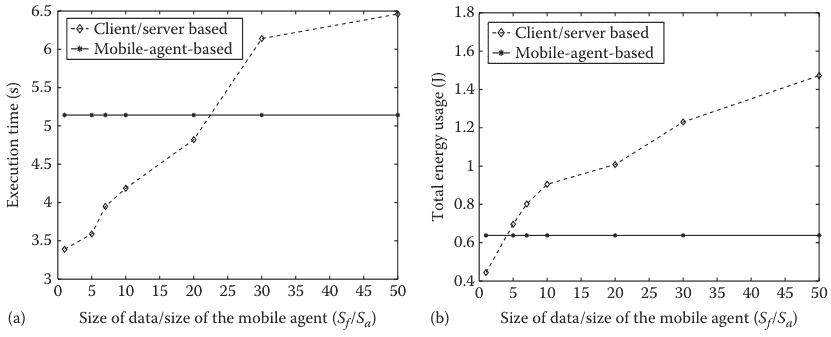 6.5
6
5.5
5
4.5
4
3.5
3
Execution time (s)
Client/server based
Mobile-agent-based
0 5 10 15 20 25 30 35 40 45 50
(a) Size of data/size of the mobile agent (Sf/Sa)
1.8
1.6
1.4
1.2
1
0.8
0.6
0.4
Total energy usage (J)
Client/server based
Mobile-agent-based
0 5 10 15 20 25 30 35 40 45 50
(b) Size of data/size of the mobile agent (Sf/Sa)